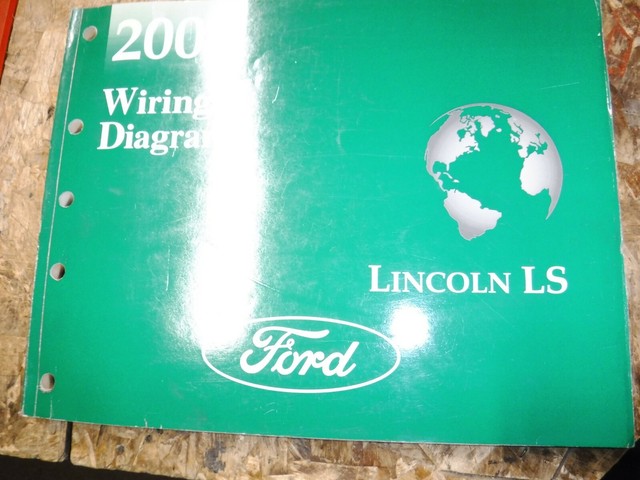 200
Wiring
Diagra
LINCOLN LS
Ford